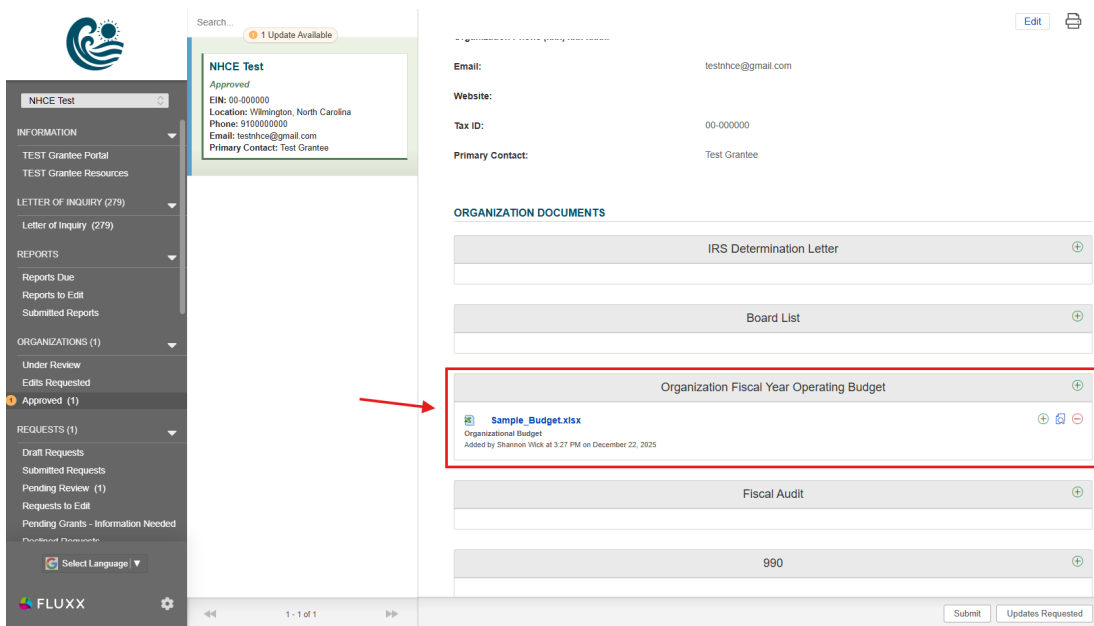 NHCE Test
INFORMATION
TEST Grantee Portal
TEST Grantee Resources
LETTER OF INQUIRY (279)
Letter of Inquiry (279)
REPORTS
Reports Due
Reports to Edit
Submitted Reports
ORGANIZATIONS (1)
Under Review
Edits Requested
1 Approved (1)
REQUESTS (1)
Draft Requests
Submitted Requests
Pending Review (1)
Requests to Edit
Pending Grants - Information Needed
Declined Requests
Select Language ▼
FLUXX
Search...
1 Update Available
NHCE Test
Approved
EIN: 00-000000
Location: Wilmington, North Carolina
Phone: 9100000000
Email: testnhce@gmail.com
Primary Contact: Test Grantee
1 - 1 of 1
Edit
Email: testnhce@gmail.com
Website:
Tax ID: 00-000000
Primary Contact: Test Grantee
ORGANIZATION DOCUMENTS
IRS Determination Letter
Board List
Organization Fiscal Year Operating Budget
Sample_Budget.xlsx
Organizational Budget
Added by Shannon Wick at 3:27 PM on December 22, 2025
Fiscal Audit
990
Submit
Updates Requested